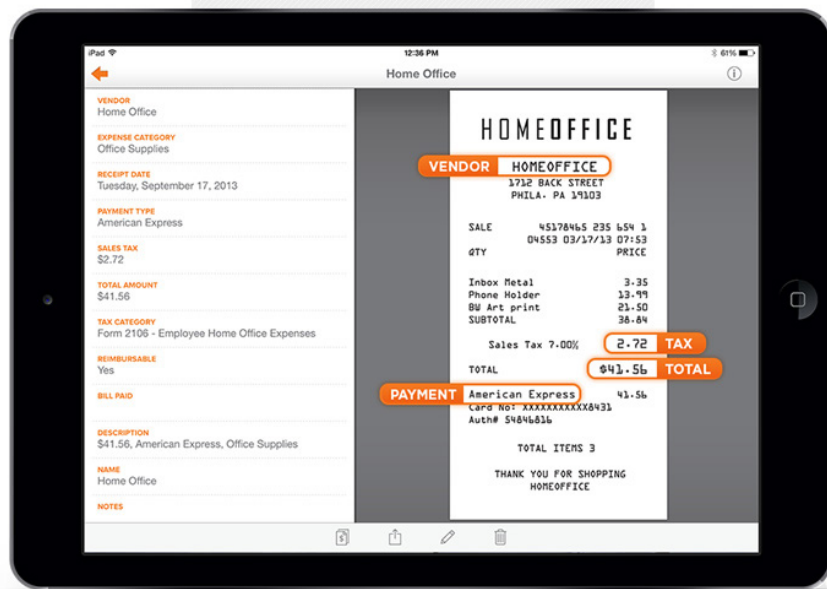 iPad 12:36 PM 61%
Home Office
VENDOR
Home Office
EXPENSE CATEGORY
Office Supplies
RECEIPT DATE
Tuesday, September 17, 2013
PAYMENT TYPE
American Express
SALES TAX
$2.72
TOTAL AMOUNT
$41.56
TAX CATEGORY
Form 2106 - Employee Home Office Expenses
REIMBURSABLE
Yes
BILL PAID
DESCRIPTION
$41.56, American Express, Office Supplies
NAME
Home Office
NOTES
HOMEOFFICE
VENDOR HOMEOFFICE
1712 BACK STREET
PHILA. PA 19103
SALE 45178465 235 654 1
04553 03/17/13 07:53
QTY PRICE
Inbox Metal 3.35
Phone Holder 13.99
BW Art print 21.50
SUBTOTAL 38.84
Sales Tax 7.00% 2.72 TAX
TOTAL $41.56 TOTAL
PAYMENT American Express 41.56
Card No: XXXXXXXXXXX8431
Auth# 54846816
TOTAL ITEMS 3
THANK YOU FOR SHOPPING
HOMEOFFICE